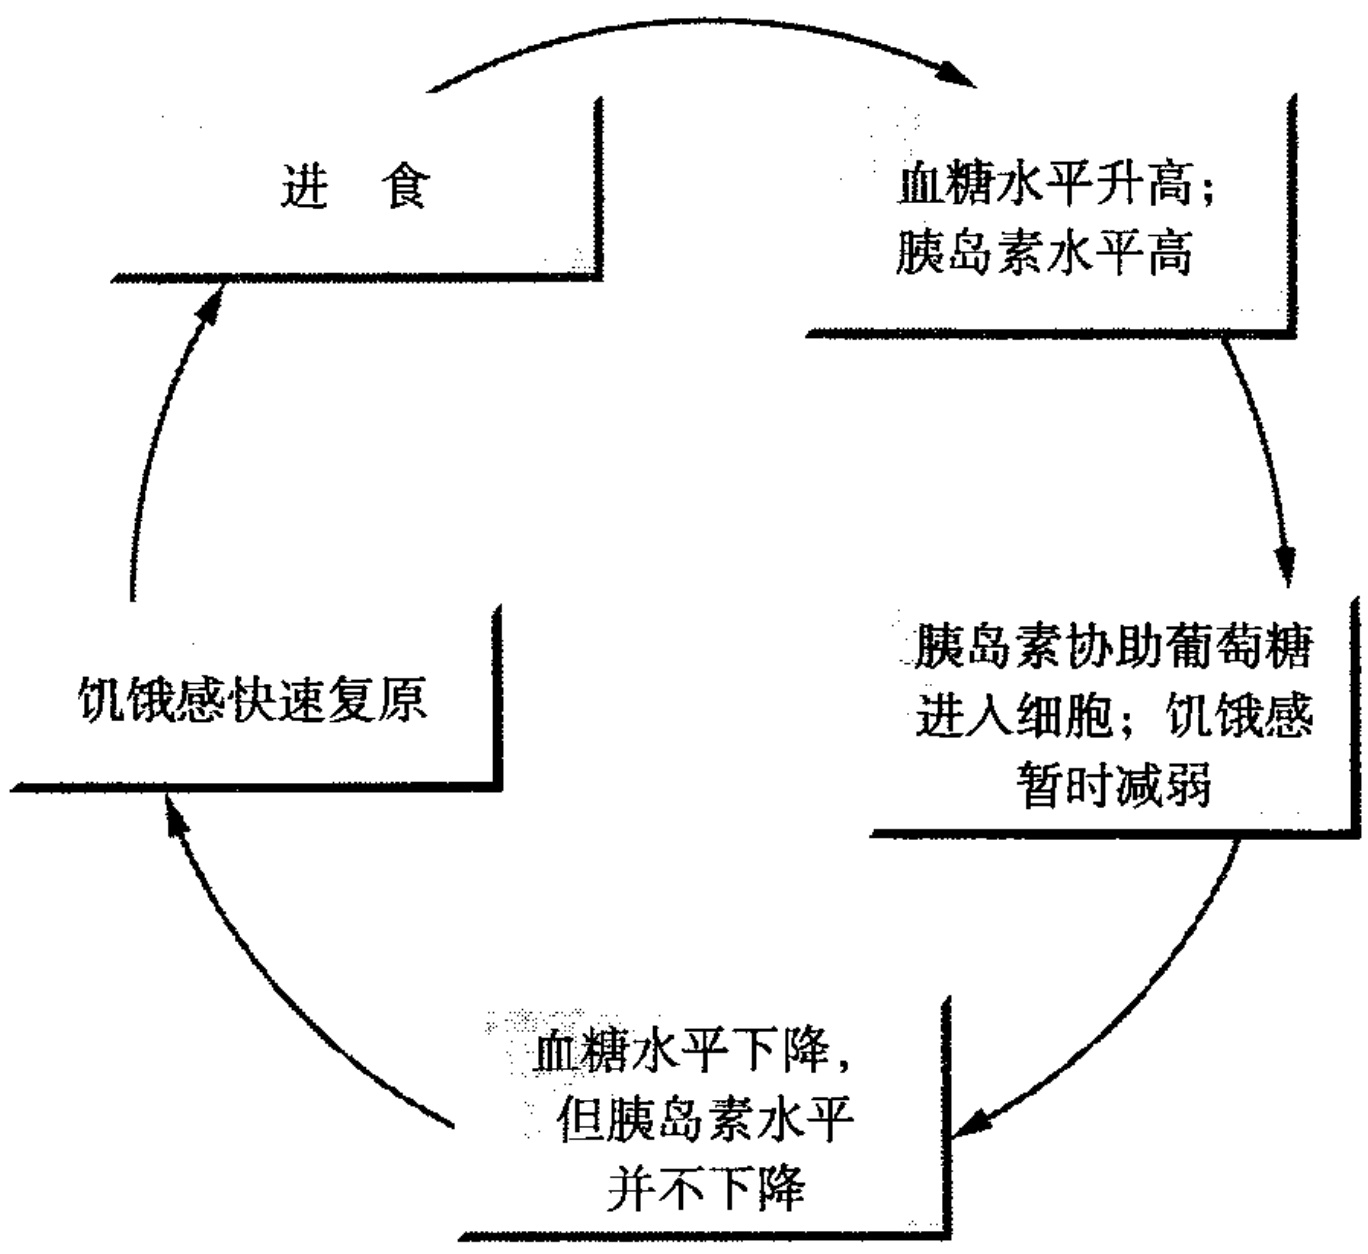 进 食
血糖水平升高；
胰岛素水平高
胰岛素协助葡萄糖
进入细胞；饥饿感
暂时减弱
血糖水平下降，
但胰岛素水平
并不下降
饥饿感快速复原